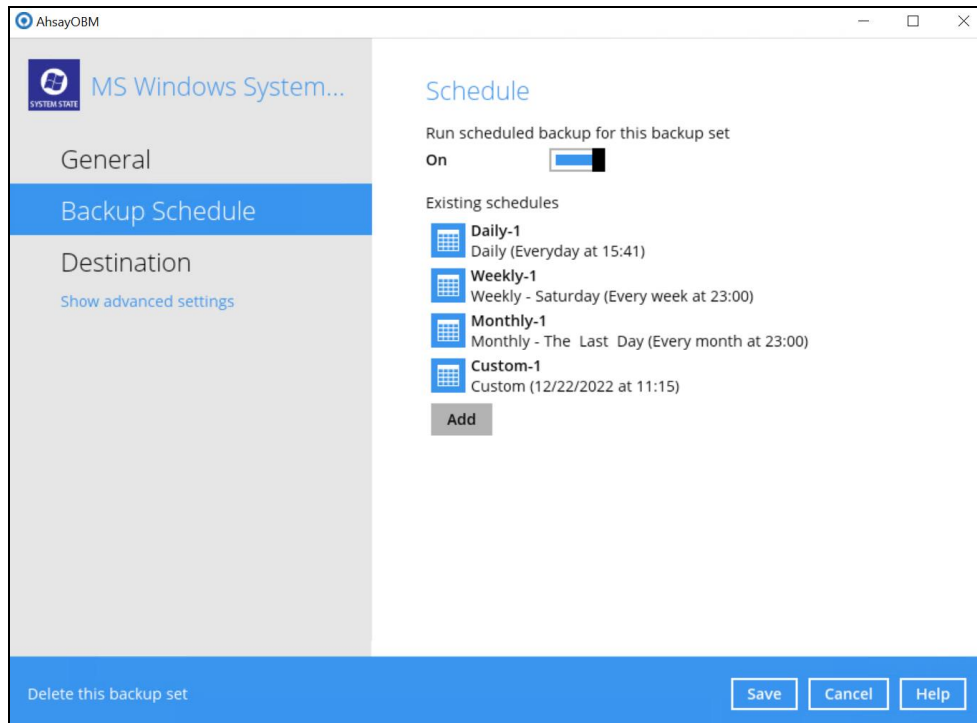 AhsayOBM
SYSTEM STATE
MS Windows System...
General
Backup Schedule
Destination
Show advanced settings
Schedule
Run scheduled backup for this backup set
On
Existing schedules
Daily-1
Daily (Everyday at 15:41)
Weekly-1
Weekly - Saturday (Every week at 23:00)
Monthly-1
Monthly - The  Last  Day (Every month at 23:00)
Custom-1
Custom (12/22/2022 at 11:15)
Add
Delete this backup set
Save
Cancel
Help